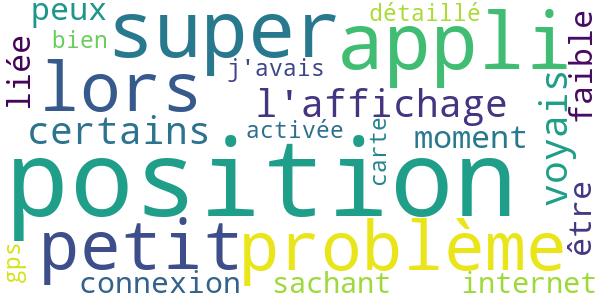 peux
super
détaillé
bien
appli
liée
j'avais
faible
lors
l'affichage
voyais
certains
activée
carte
moment
position
être
petit
problème
gps
connexion
sachant
internet